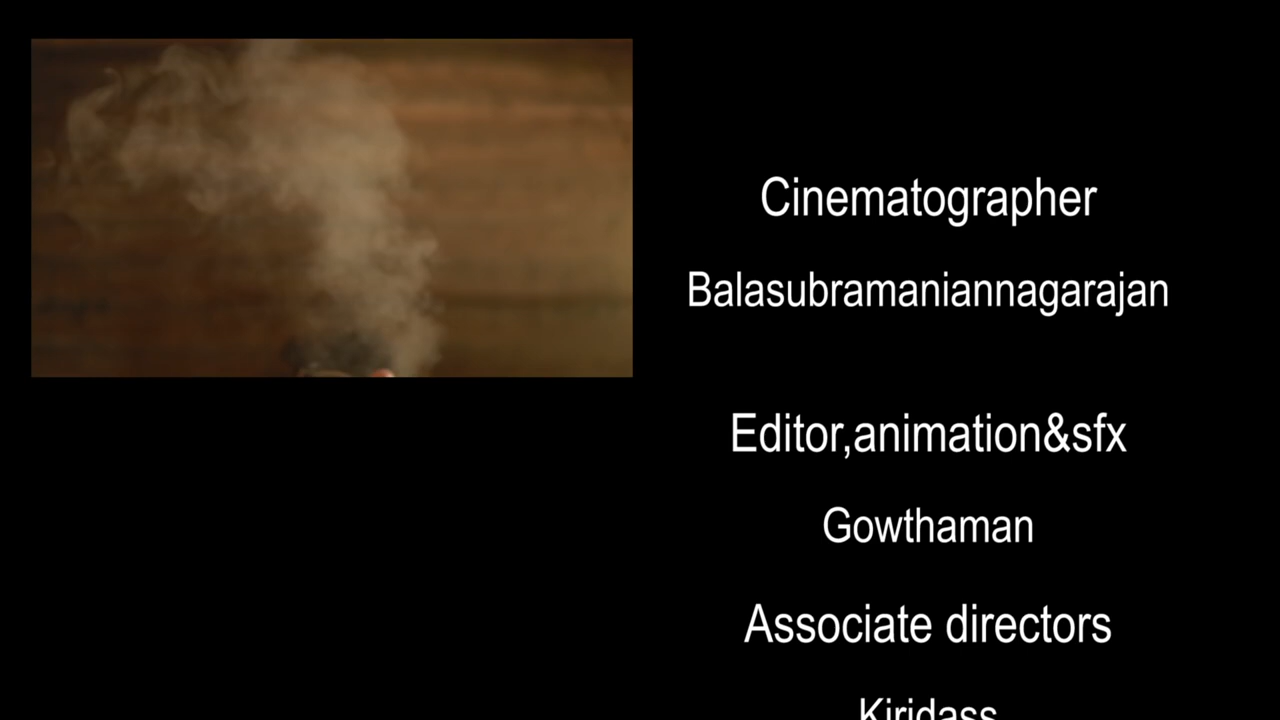 Cinematographer
Balasubramaniannagarajan
Editor,animation&sfx
Gowthaman
Associate directors
Kiridass